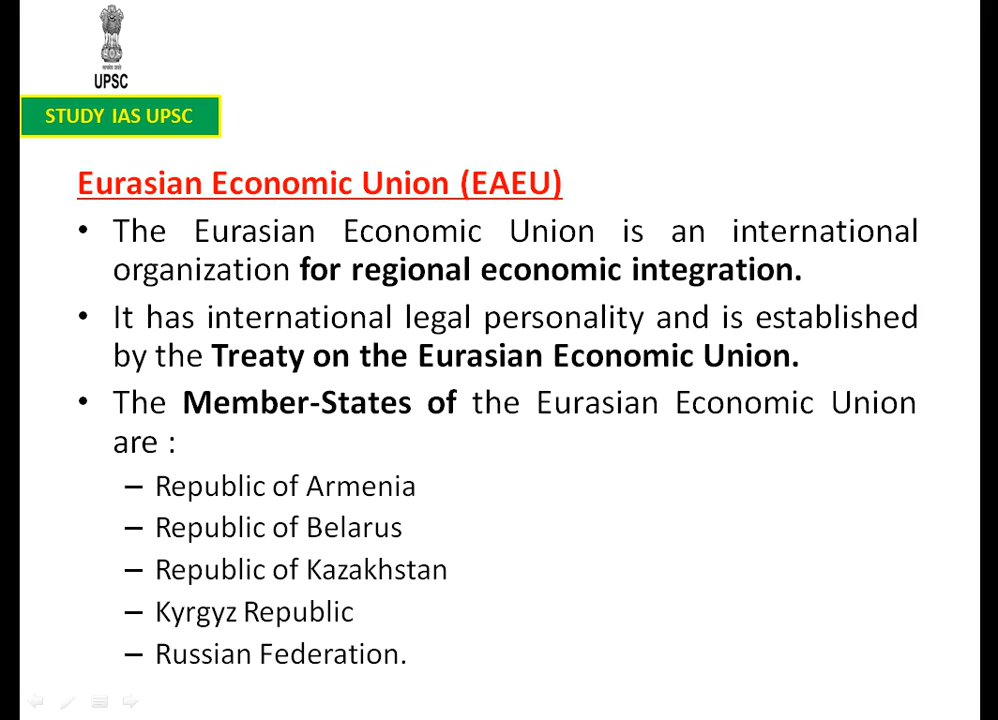 UPSC
STUDY IAS UPSC
Eurasian Economic Union (EAEU)
• The Eurasian Economic Union is an international
organization for regional economic integration.
• It has international legal personality and is established
by the Treaty on the Eurasian Economic Union.
• The Member-States of the Eurasian Economic Union
are :
– Republic of Armenia
– Republic of Belarus
– Republic of Kazakhstan
– Kyrgyz Republic
– Russian Federation.